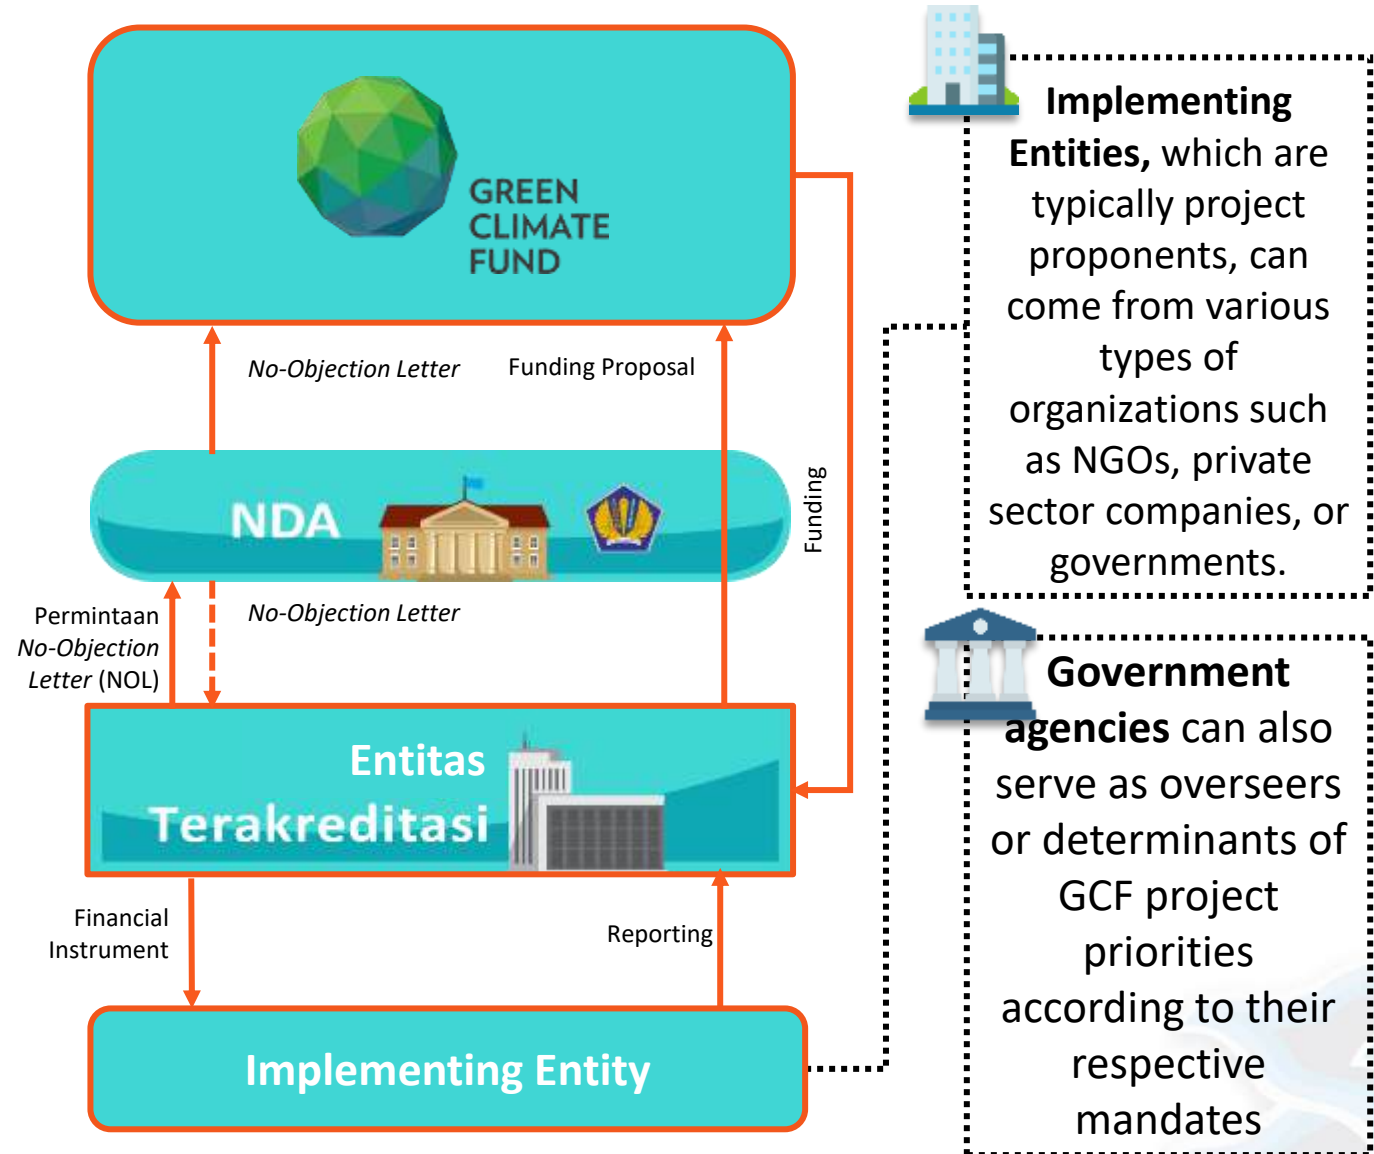 GREEN
CLIMATE
FUND
No-Objection Letter
Funding Proposal
Funding
NDA
Permintaan
No-Objection
Letter (NOL)
No-Objection Letter
Entitas
Terakreditasi
Financial
Instrument
Reporting
Implementing Entity
Implementing
Entities, which are
typically project
proponents, can
come from various
types of
organizations such
as NGOs, private
sector companies, or
governments.
Government
agencies can also
serve as overseers
or determinants of
GCF project
priorities
according to their
respective
mandates